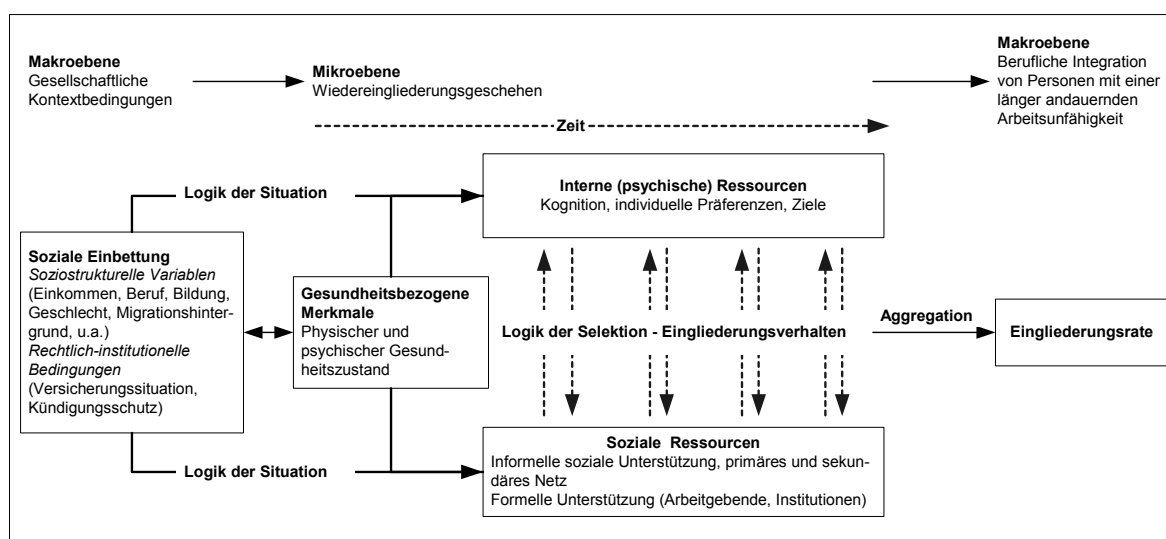 Makroebene
Gesellschaftliche
Kontextbedingungen
Mikroebene
Wiedereingliederungsgeschehen
Makroebene
Berufliche Integration
von Personen mit einer
länger andauernden
Arbeitsunfähigkeit
Zeit
Logik der Situation
Interne (psychische) Ressourcen
Kognition, individuelle Präferenzen, Ziele
Soziale Einbettung
Soziostrukturelle Variablen
(Einkommen, Beruf, Bildung,
Geschlecht, Migrationshinter-
grund, u.a.)
Rechtlich-institutionelle
Bedingungen
(Versicherungssituation,
Kündigungsschutz)
Gesundheitsbezogene
Merkmale
Physischer und
psychischer Gesund-
heitszustand
Logik der Selektion - Eingliederungsverhalten
Aggregation
Eingliederungsrate
Logik der Situation
Soziale Ressourcen
Informelle soziale Unterstützung, primäres und sekun-
däres Netz
Formelle Unterstützung (Arbeitgebende, Institutionen)